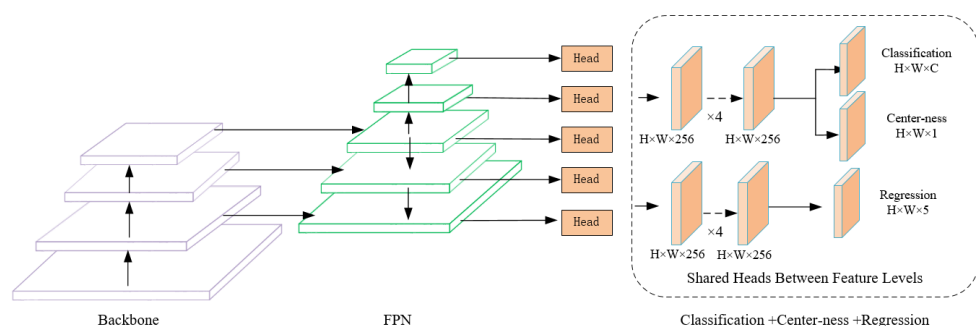 Head
Head
Head
Head
Head
Classification
H×W×C
Center-ness
H×W×1
×4
H×W×256
H×W×256
Regression
H×W×5
×4
H×W×256
H×W×256
Shared Heads Between Feature Levels
Backbone
FPN
Classification +Center-ness +Regression